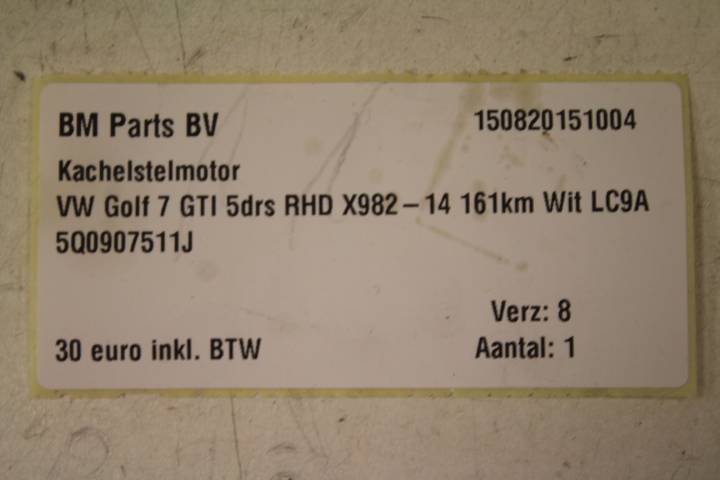 BM Parts BV 150820151004
Kachelstelmotor
VW Golf 7 GTI 5drs RHD X982-14 161km Wit LC9A
5Q0907511J
Verz: 8
30 euro inkl. BTW Aantal: 1